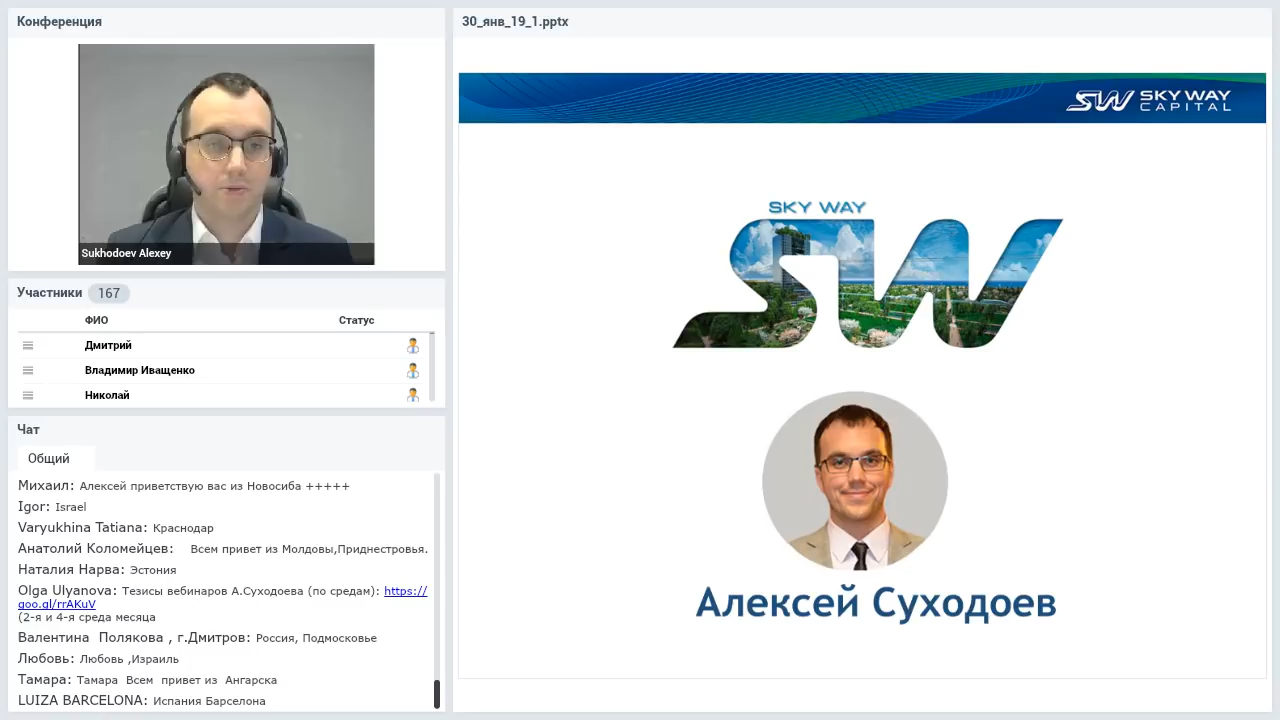 Конференция
Sukhodoev Alexey
Участники 167
ФИО Статус
Дмитрий
Владимир Иващенко
Николай
Чат
Общий
Михаил: Алексей приветствую вас из Новосиба +++++
Igor: Israel
Varyukhina Tatiana: Краснодар
Анатолий Коломейцев: Всем привет из Молдовы,Приднестровья.
Наталия Нарва: Эстония
Olga Ulyanova: Тезисы вебинаров А.Суходоева (по средам): https://
goo.gl/rrAKuV
(2-я и 4-я среда месяца
Валентина Полякова , г.Дмитров: Россия, Подмосковье
Любовь: Любовь ,Израиль
Тамара: Тамара Всем привет из Ангарска
LUIZA BARCELONA: Испания Барселона
30_янв_19_1.pptx
SW SKY WAY
CAPITAL
SKY WAY
SW
Алексей Суходоев